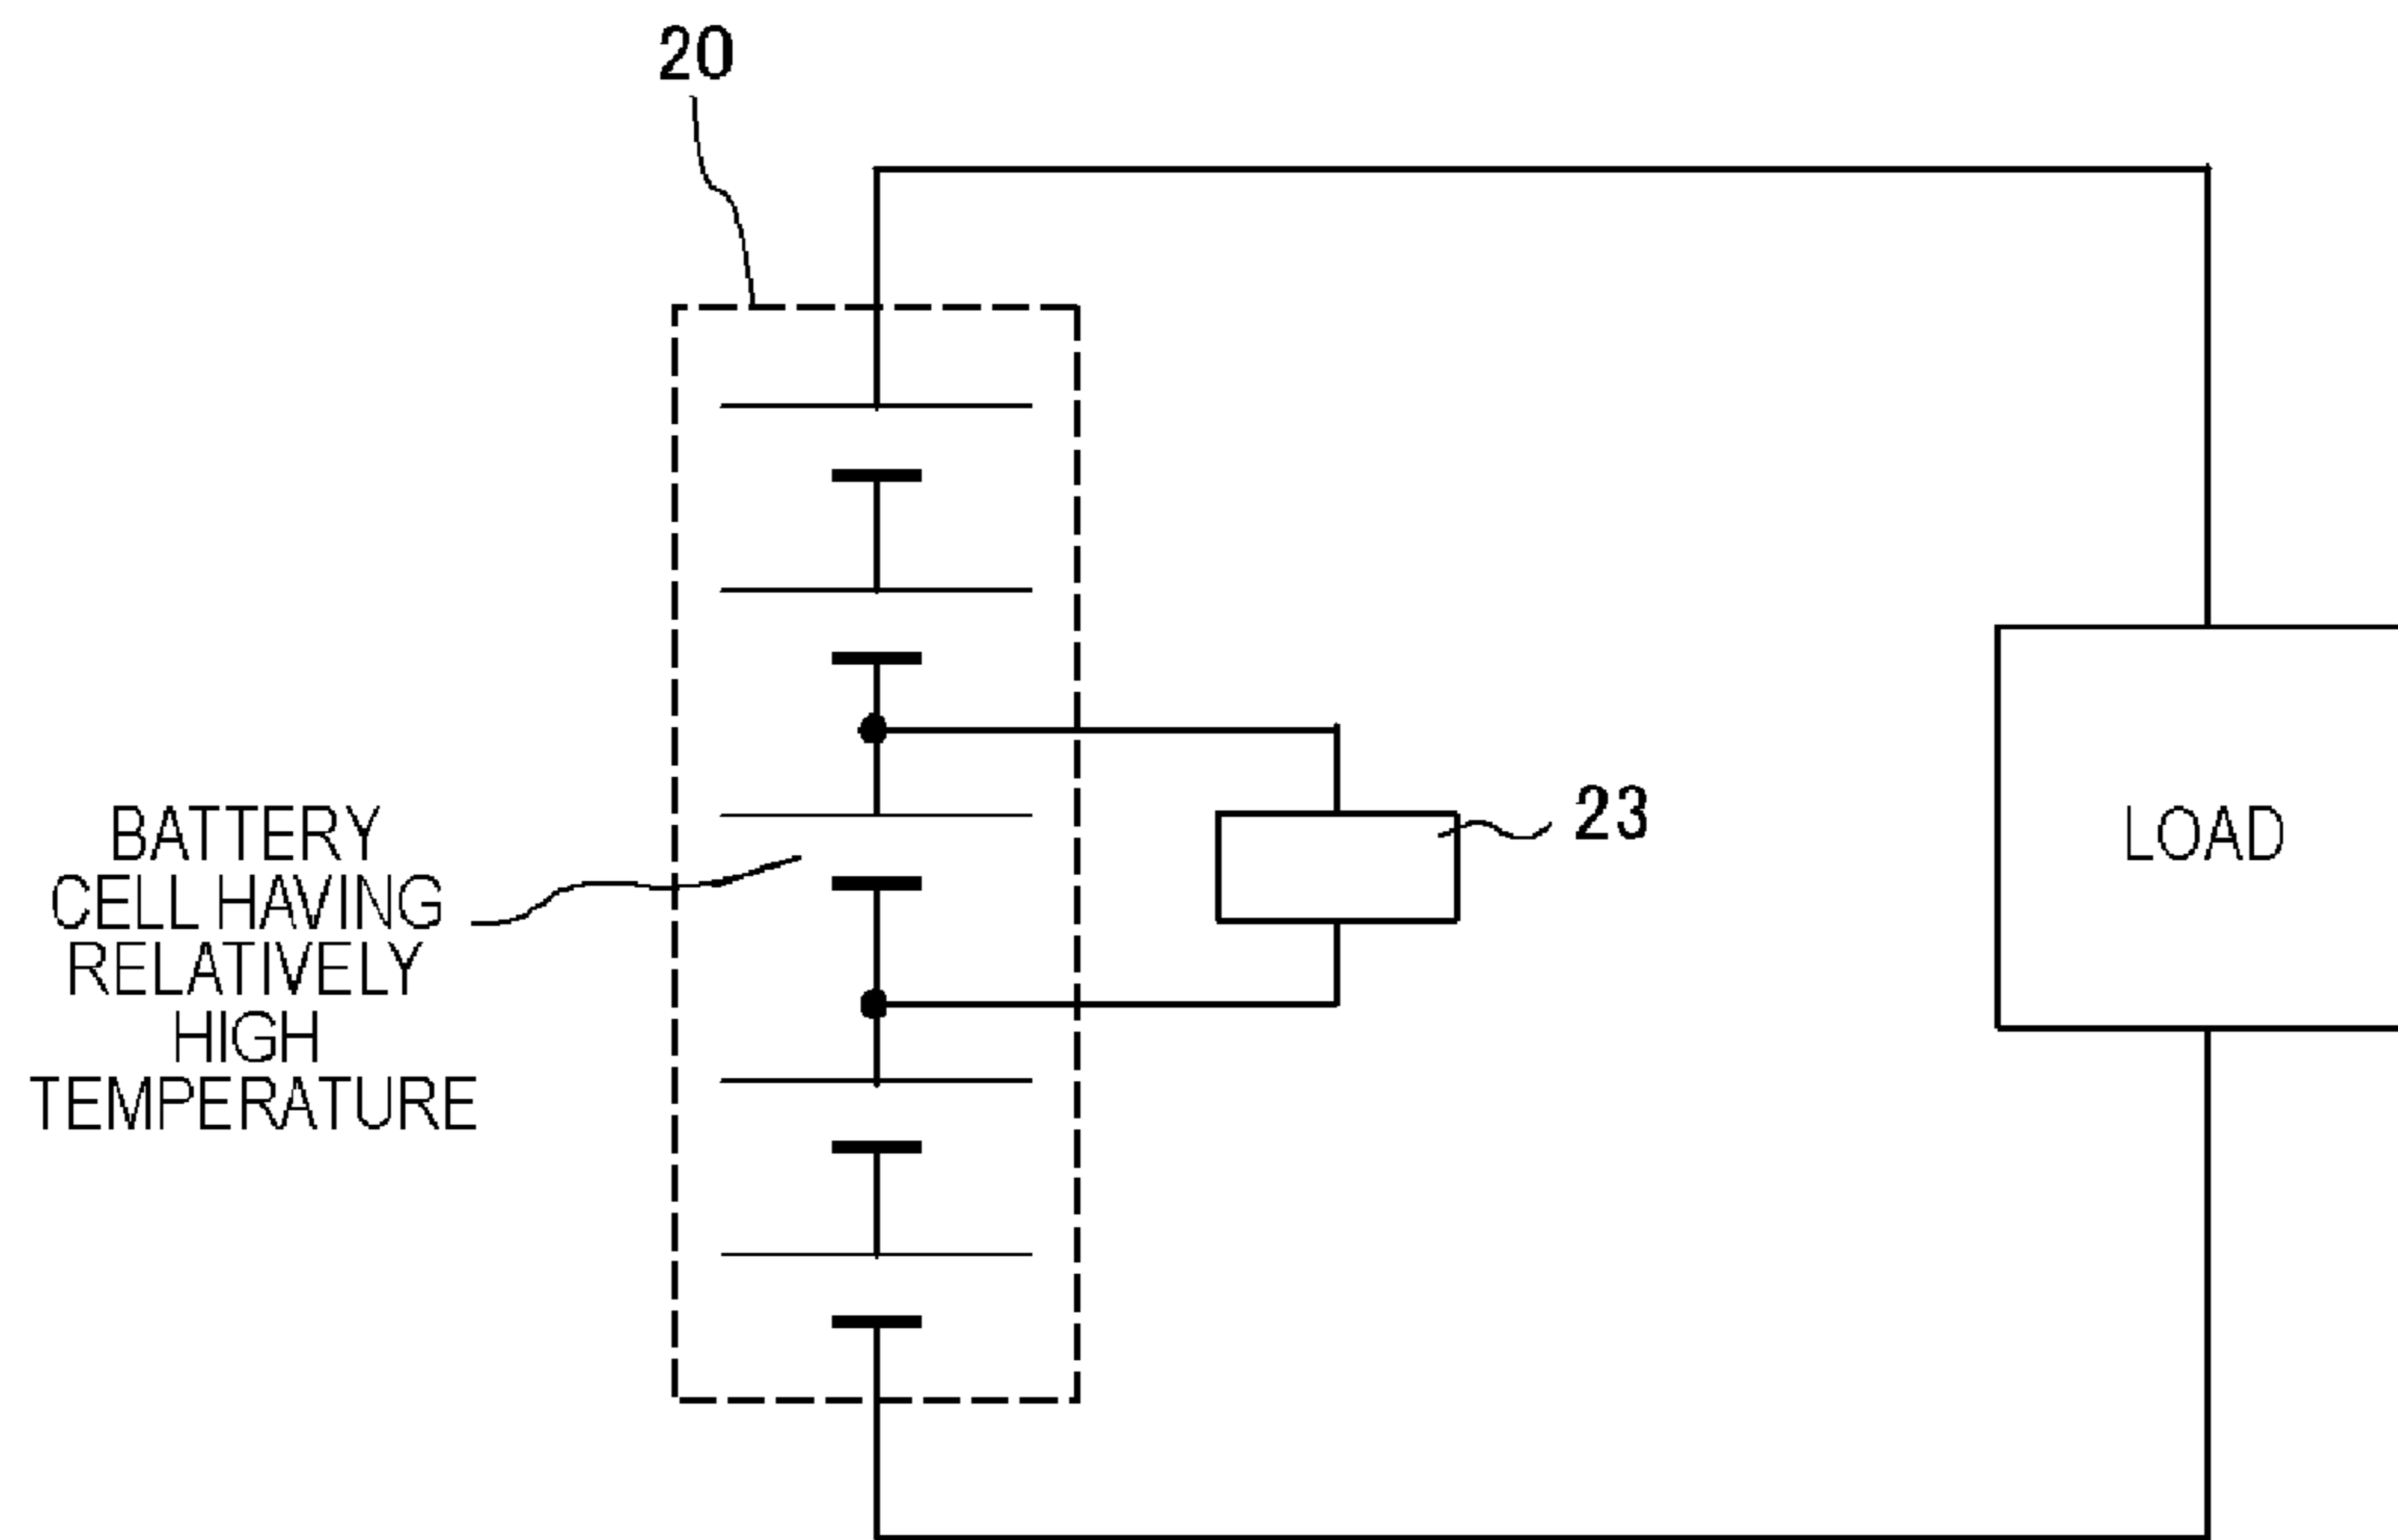 20
23
BATTERY
CELL HAVING
RELATIVELY
HIGH
TEMPERATURE
LOAD